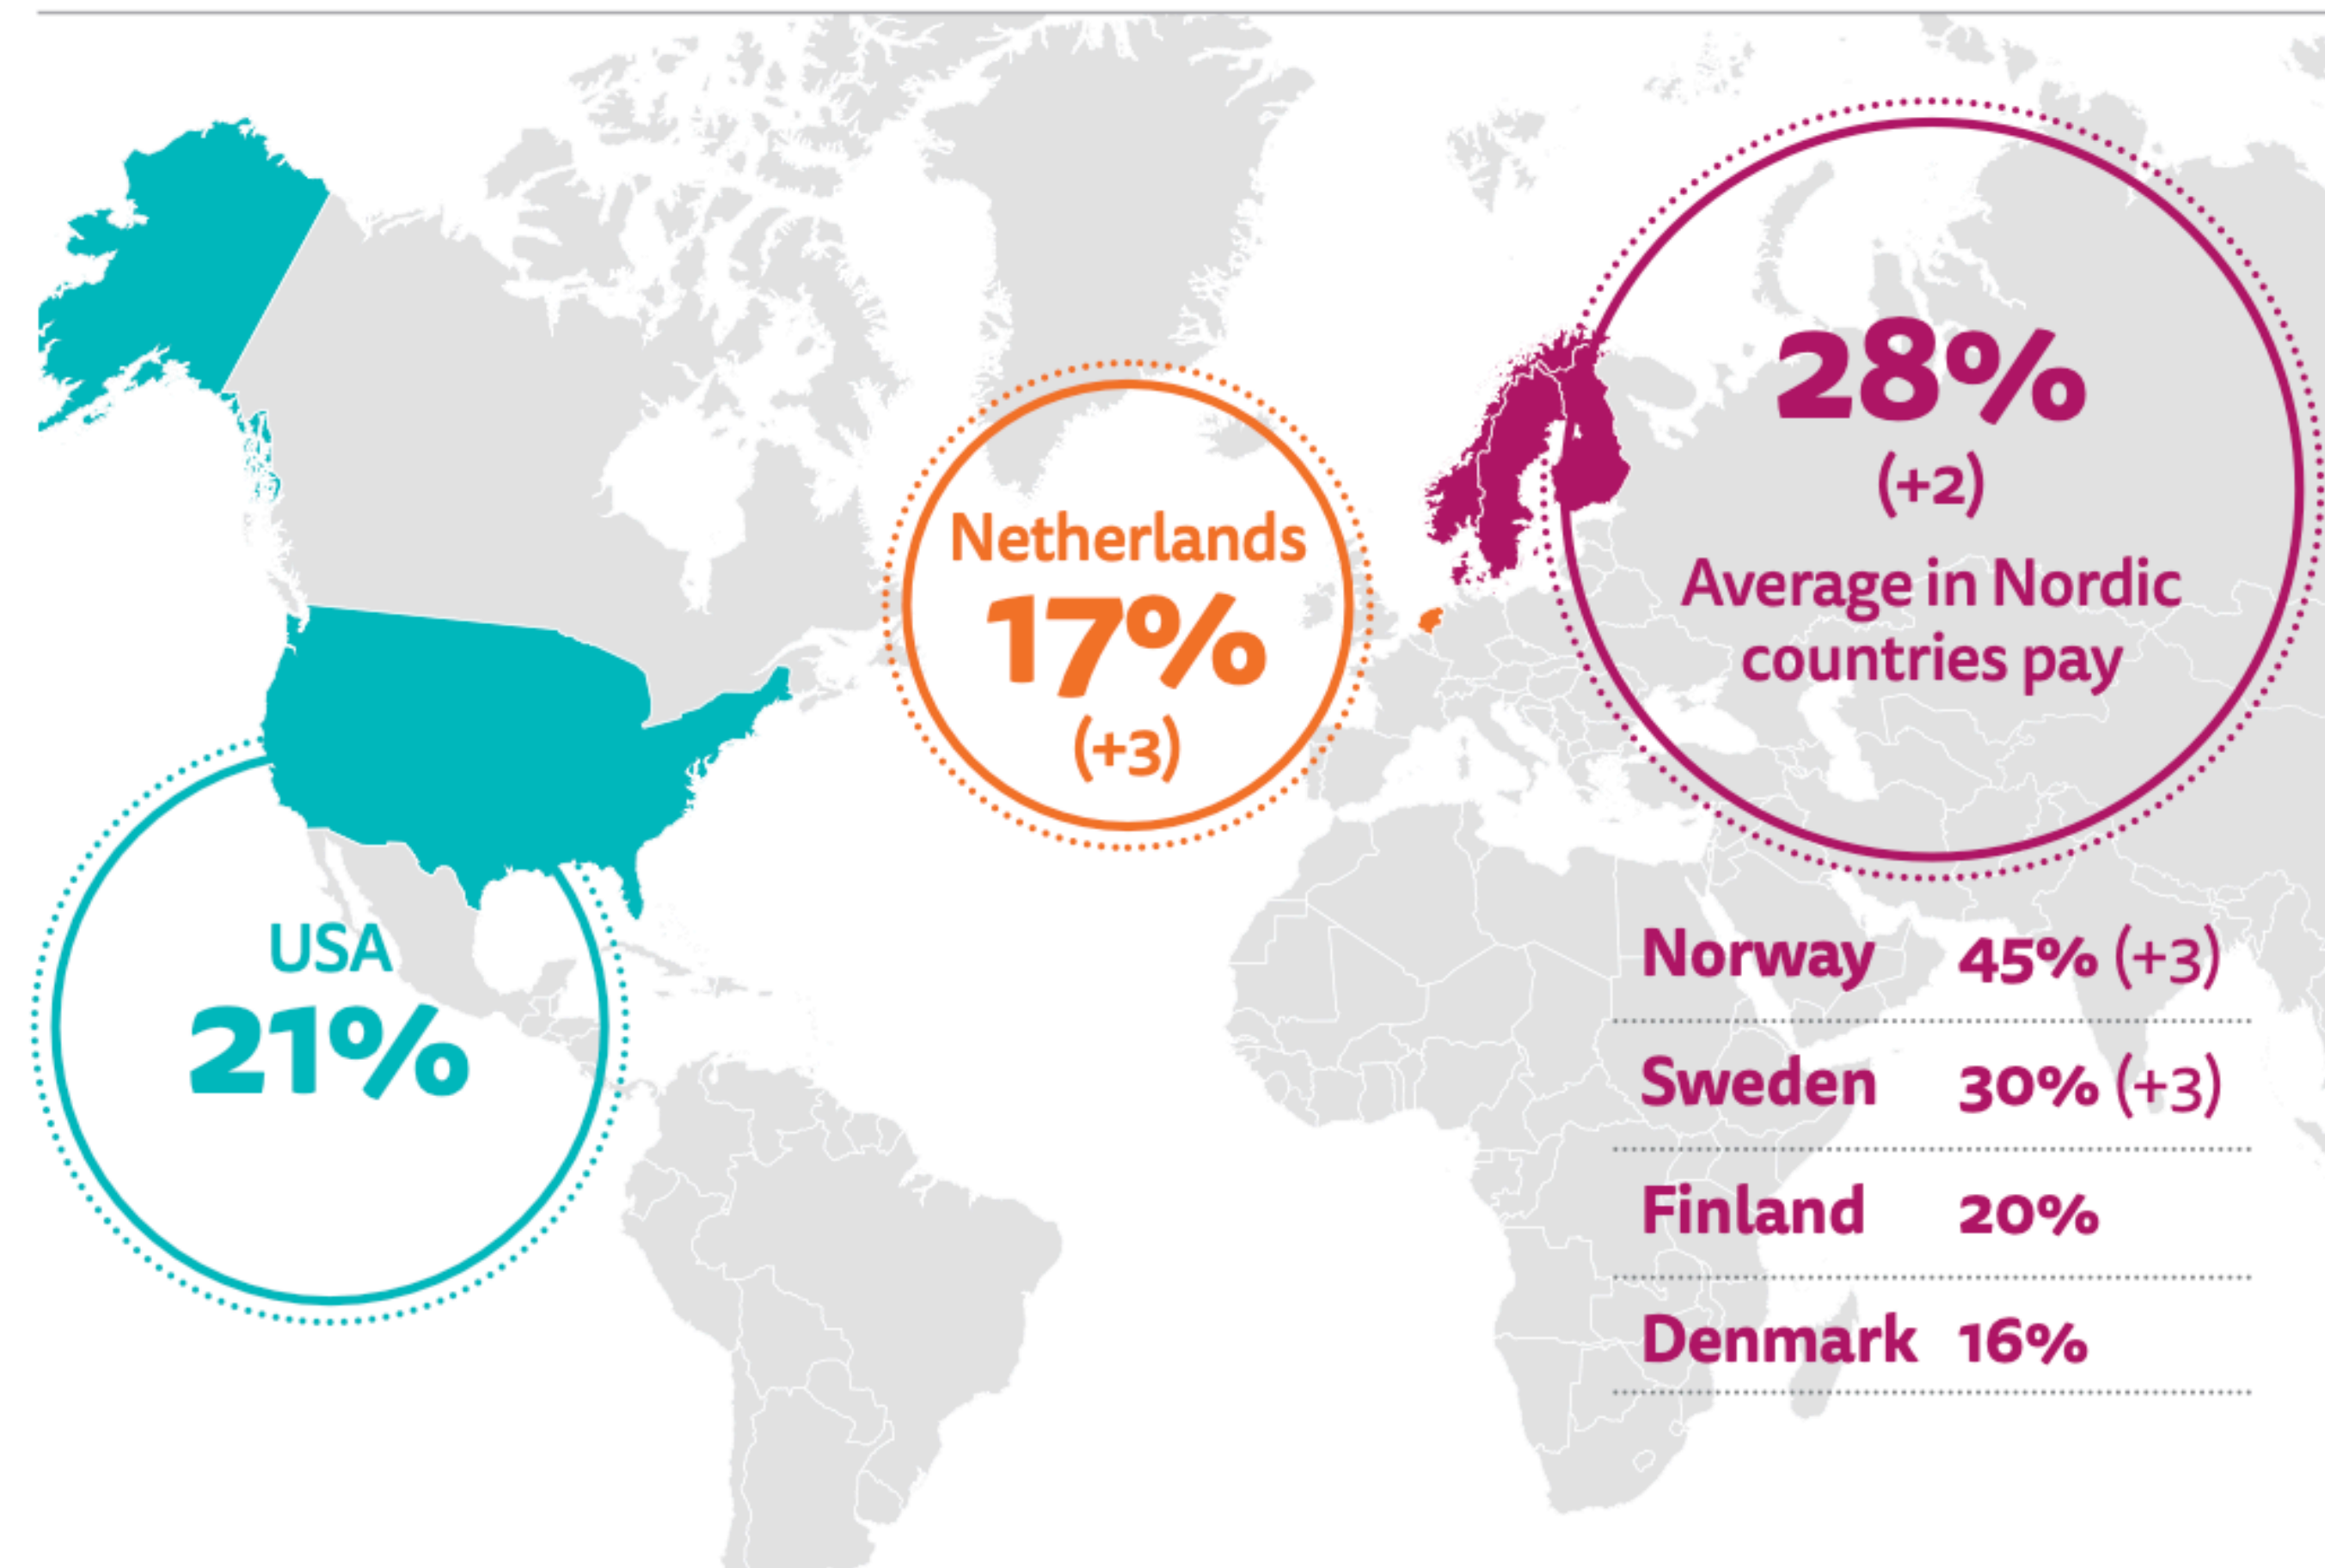 USA
21%
Netherlands
17%
(+3)
28%
(+2)
Average in Nordic
countries pay
Norway 45% (+3)
Sweden 30% (+3)
Finland 20%
Denmark 16%